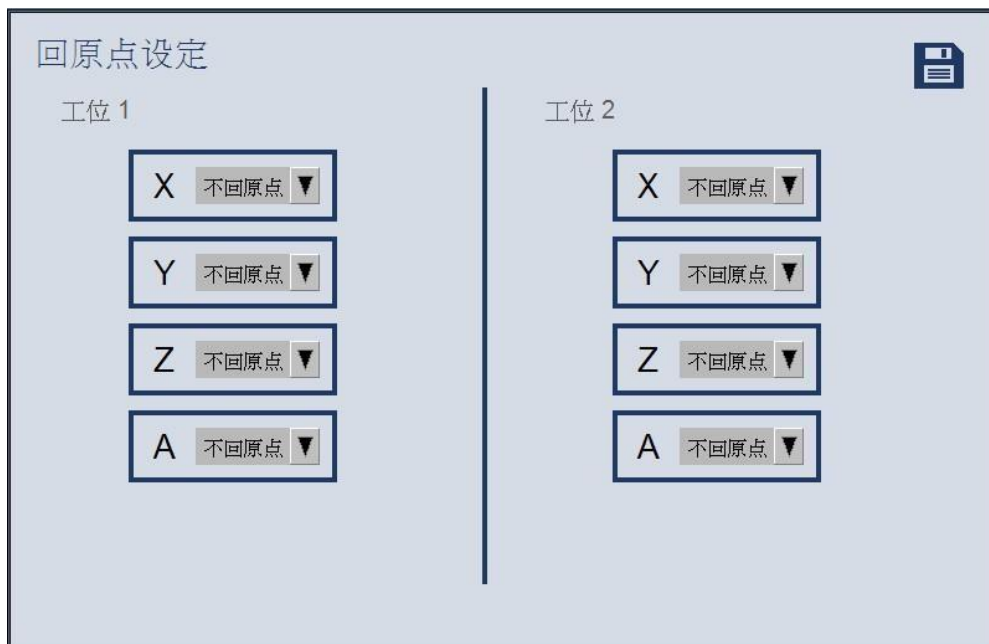 回原点设定
工位 1
X 不回原点
Y 不回原点
Z 不回原点
A 不回原点
工位 2
X 不回原点
Y 不回原点
Z 不回原点
A 不回原点